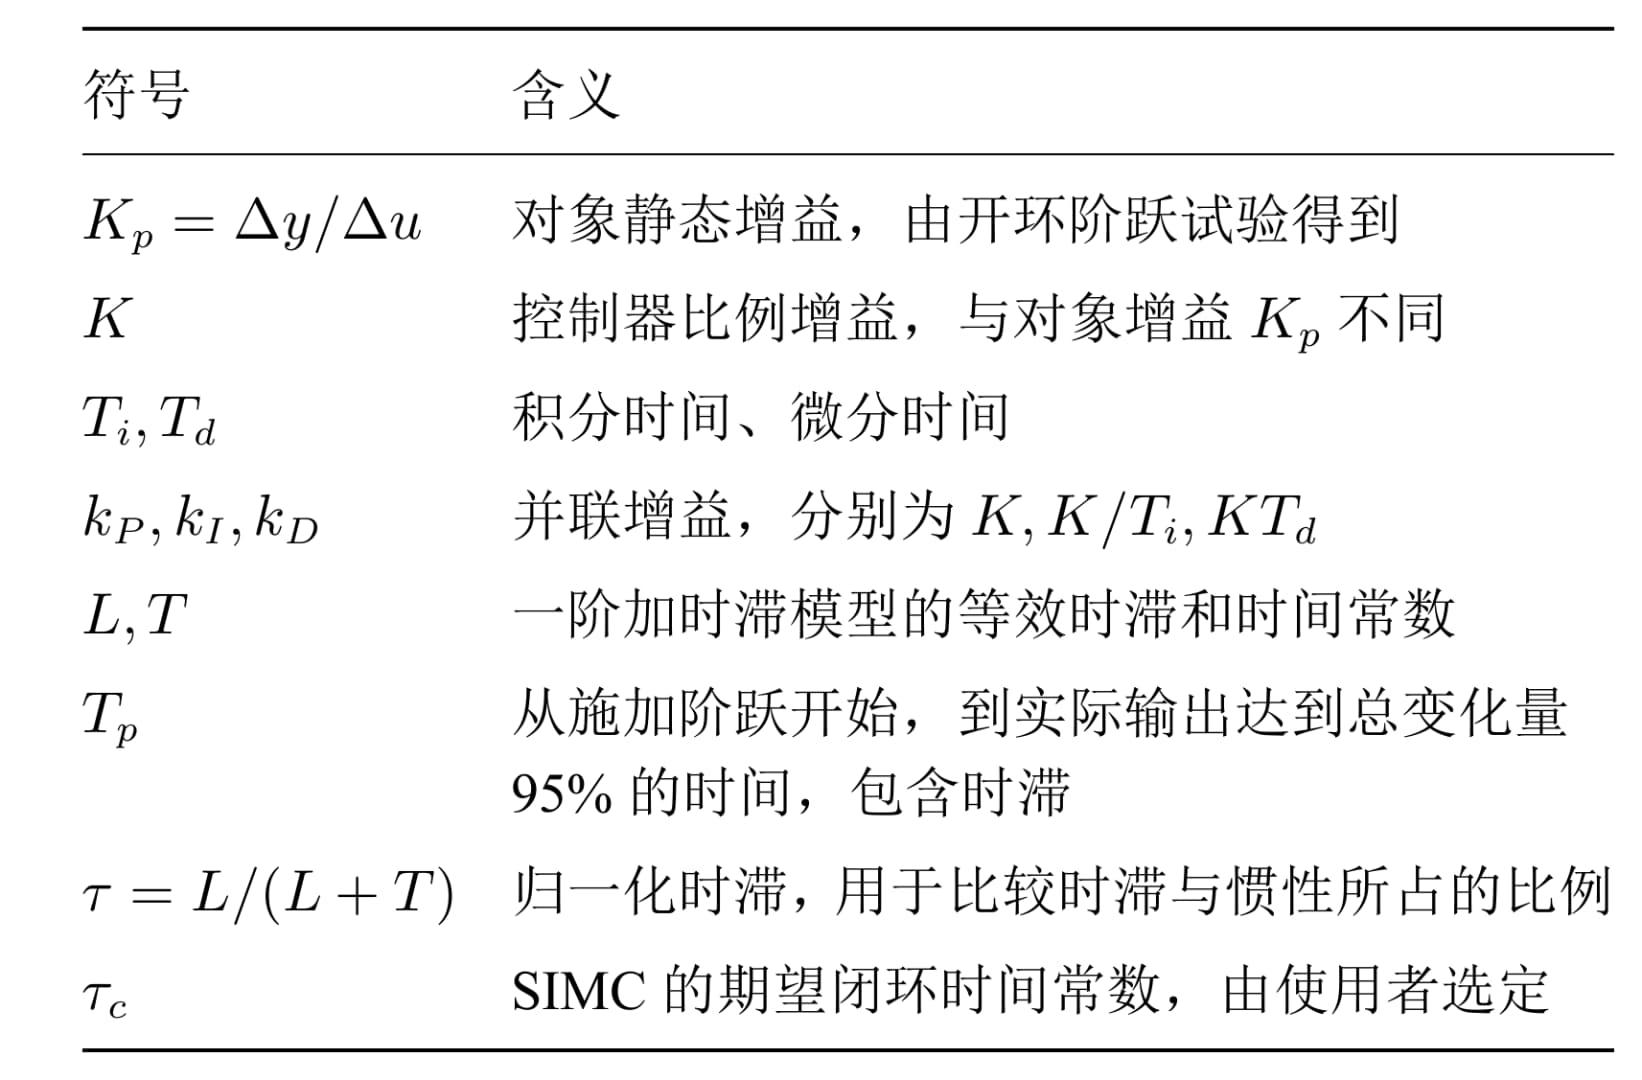 符号 含义
K_p = Δy/Δu 对象静态增益，由开环阶跃试验得到
K 控制器比例增益，与对象增益 K_p 不同
T_i, T_d 积分时间、微分时间
k_P, k_I, k_D 并联增益，分别为 K, K/T_i, KT_d
L, T 一阶加时滞模型的等效时滞和时间常数
T_p 从施加阶跃开始，到实际输出达到总变化量
95% 的时间，包含时滞
τ = L/(L + T) 归一化时滞，用于比较时滞与惯性所占的比例
τ_c SIMC 的期望闭环时间常数，由使用者选定